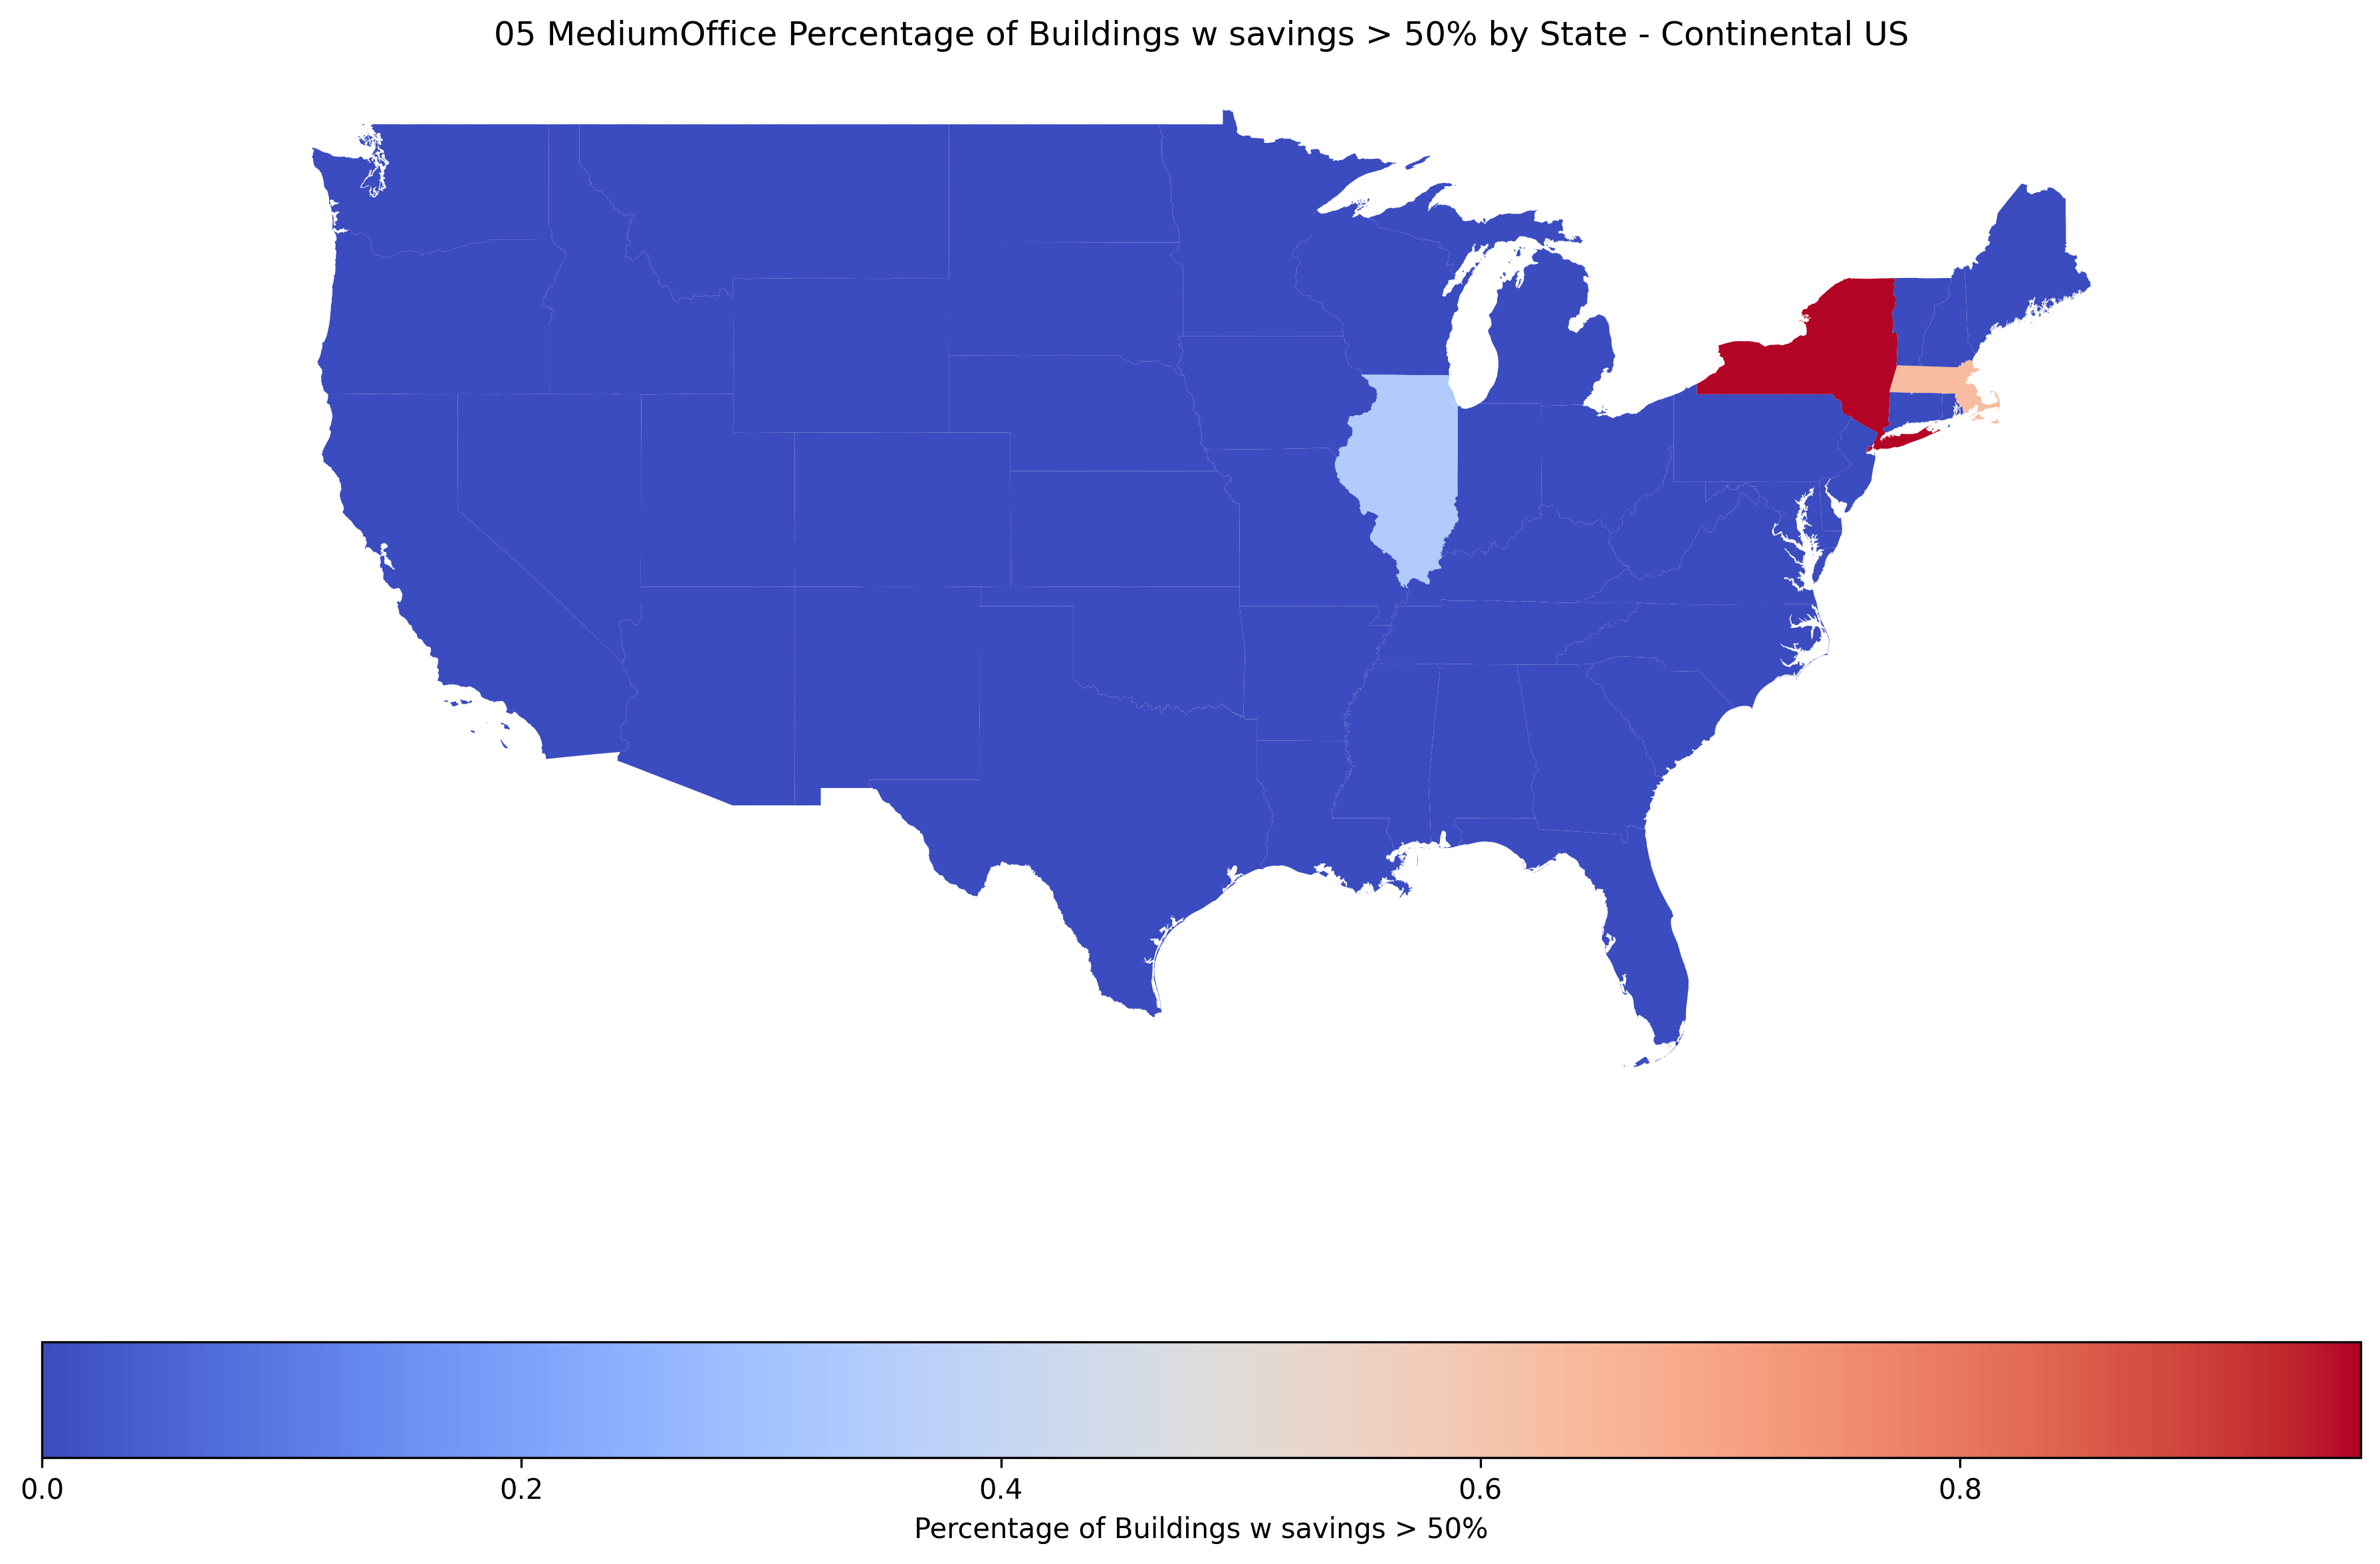 05 MediumOffice Percentage of Buildings w savings > 50% by State - Continental US
0.0 0.2 0.4 0.6 0.8
Percentage of Buildings w savings > 50%